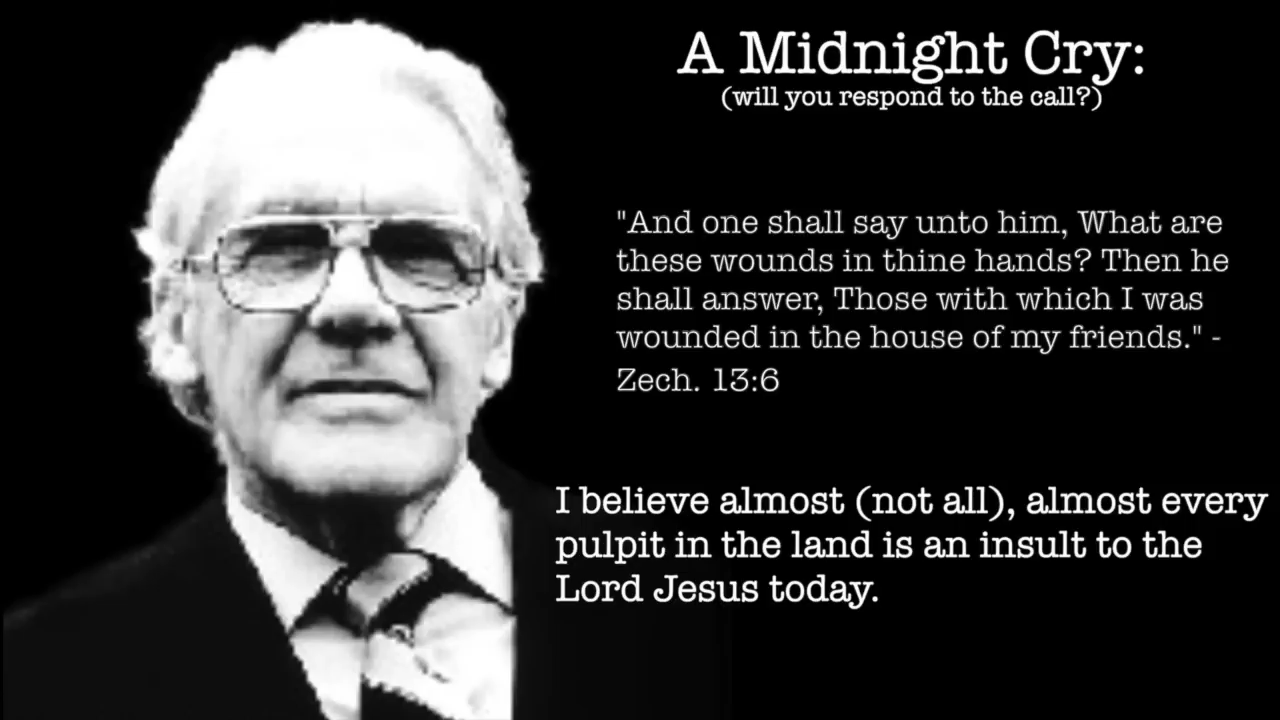 A Midnight Cry:
(will you respond to the call?)
"And one shall say unto him, What are
these wounds in thine hands? Then he
shall answer, Those with which I was
wounded in the house of my friends." -
Zech. 13:6
I believe almost (not all), almost every
pulpit in the land is an insult to the
Lord Jesus today.